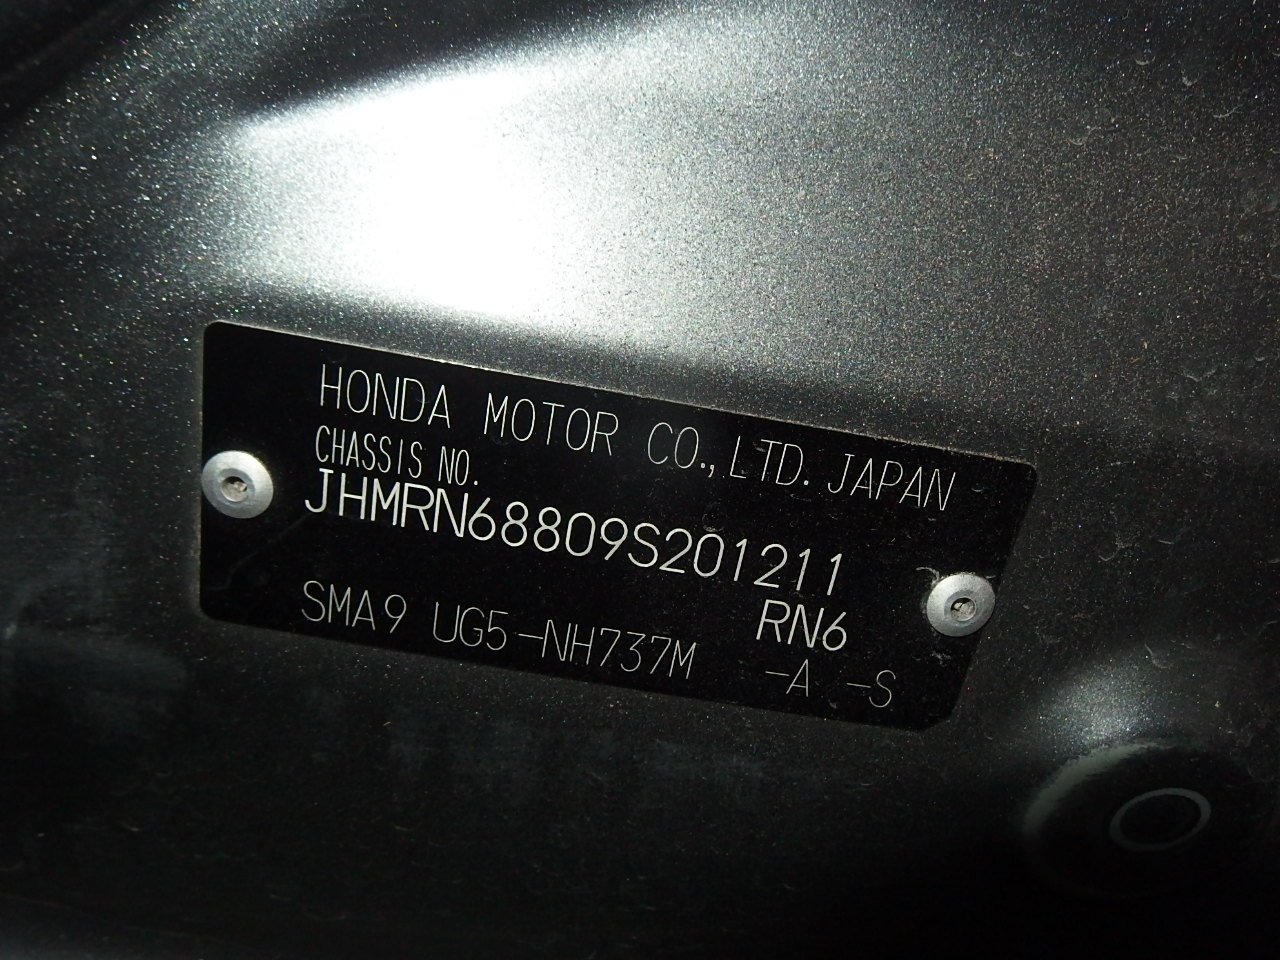 HONDA MOTOR CO., LTD. JAPAN
CHASSIS NO.
JHMRN68809S201211
RN6
SMA9 UG5-NH737M -A -S